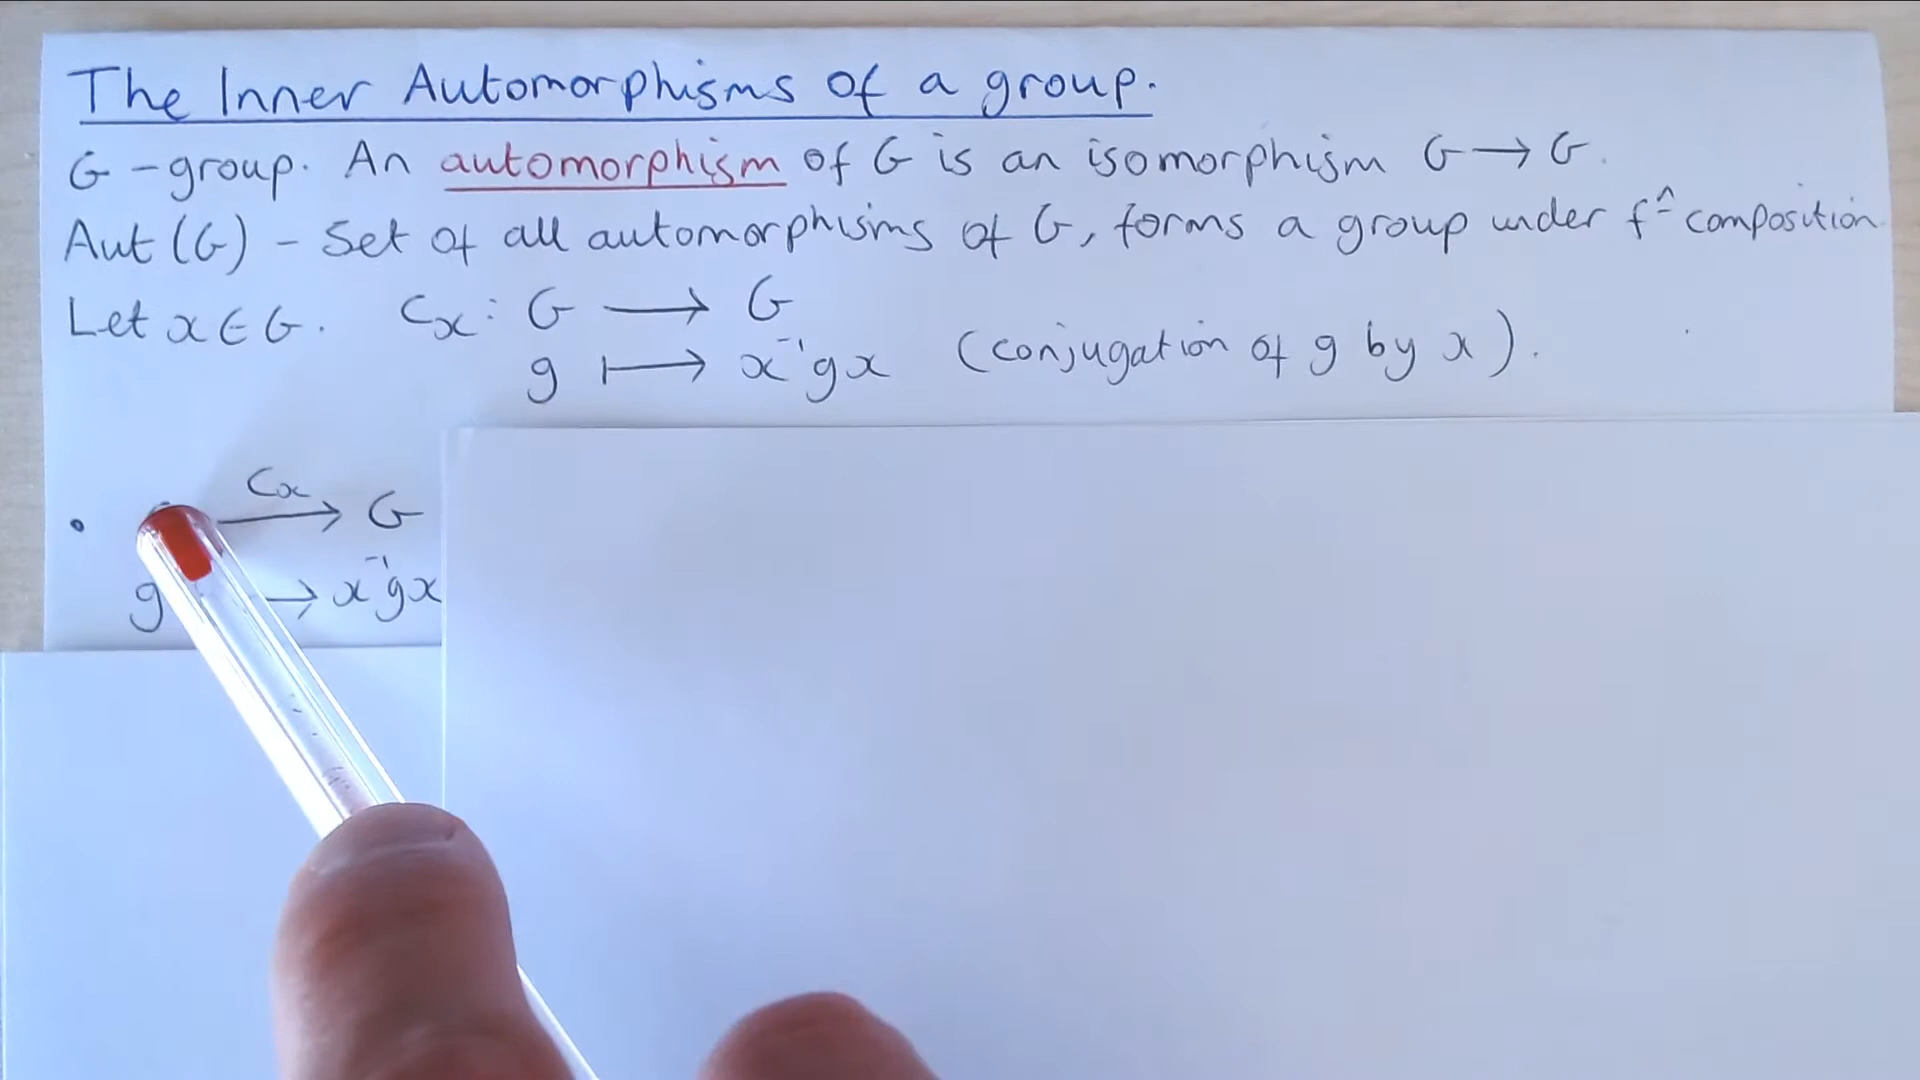 The Inner Automorphisms of a group.
G - group. An automorphism of G is an isomorphism G → G.
Aut (G) - Set of all automorphisms of G, forms a group under fⁿ composition.
Let x ∈ G. Cₓ: G ⟶ G
g ⟼ x⁻¹gx (conjugation of g by x).
• Cₓ → G
g → x⁻¹gx